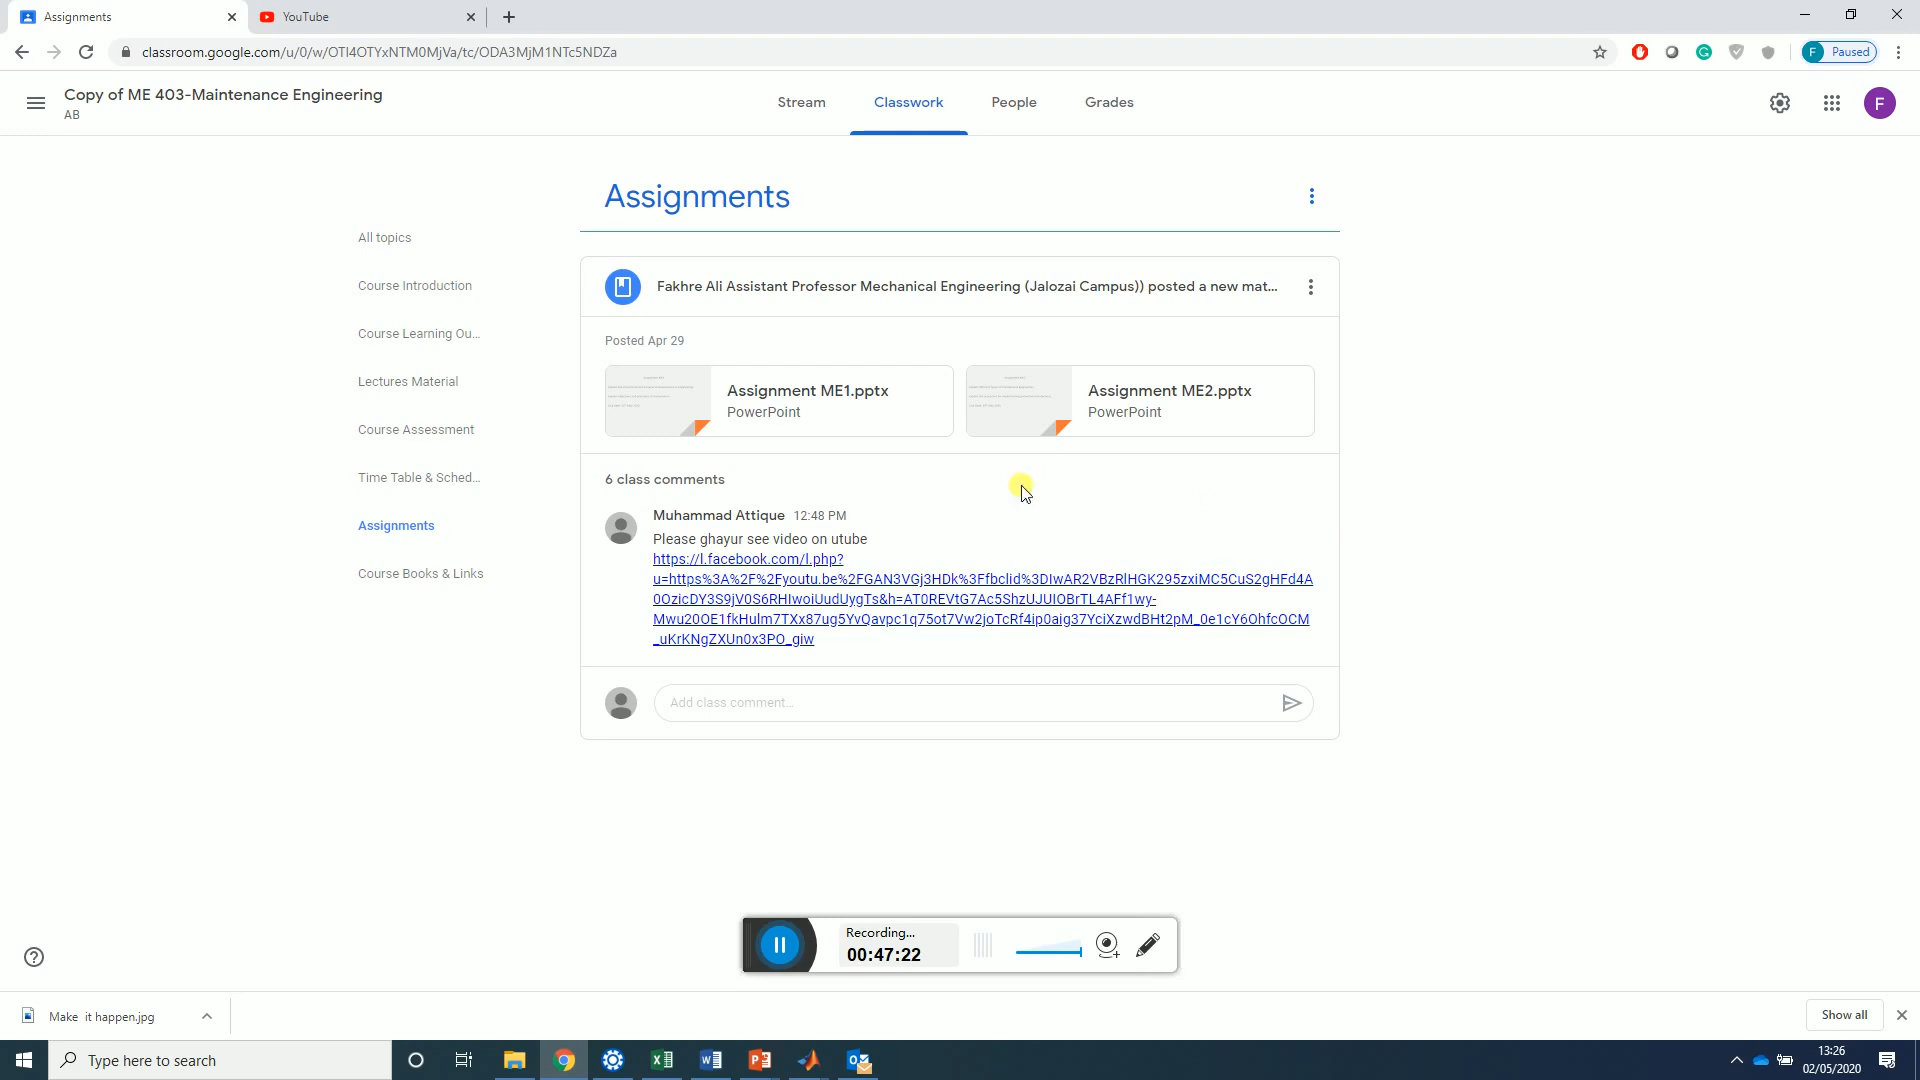 Assignments
YouTube
classroom.google.com/u/0/w/OTI4OTYxNTM0MjVa/tc/ODA3MjM1NTc5NDZa
F Paused
Copy of ME 403-Maintenance Engineering
AB
Stream
Classwork
People
Grades
F
Assignments
All topics
Course Introduction
Course Learning Ou...
Lectures Material
Course Assessment
Time Table & Sched...
Assignments
Course Books & Links
Fakhre Ali Assistant Professor Mechanical Engineering (Jalozai Campus)) posted a new mat...
Posted Apr 29
Assignment ME1.pptx
PowerPoint
Assignment ME2.pptx
PowerPoint
6 class comments
Muhammad Attique 12:48 PM
Please ghayur see video on utube
https://l.facebook.com/l.php?
u=https%3A%2F%2Fyoutu.be%2FGAN3VGj3HDk%3Ffbclid%3DIwAR2VBzRlHGK295zxiMC5CuS2gHFd4A
0OzicDY3S9jV0S6RHIwoiUudUygTs&h=AT0REVtG7Ac5ShzUJUIOBrTL4AFf1wy-
Mwu20OE1fkHulm7TXx87ug5YvQavpc1q75ot7Vw2joTcRf4ip0aig37YciXzwdBHt2pM_0e1cY6OhfcOCM
_uKrKNgZXUn0x3PO_giw
Add class comment...
Recording...
00:47:22
Make it happen.jpg
Show all
Type here to search
13:26
02/05/2020